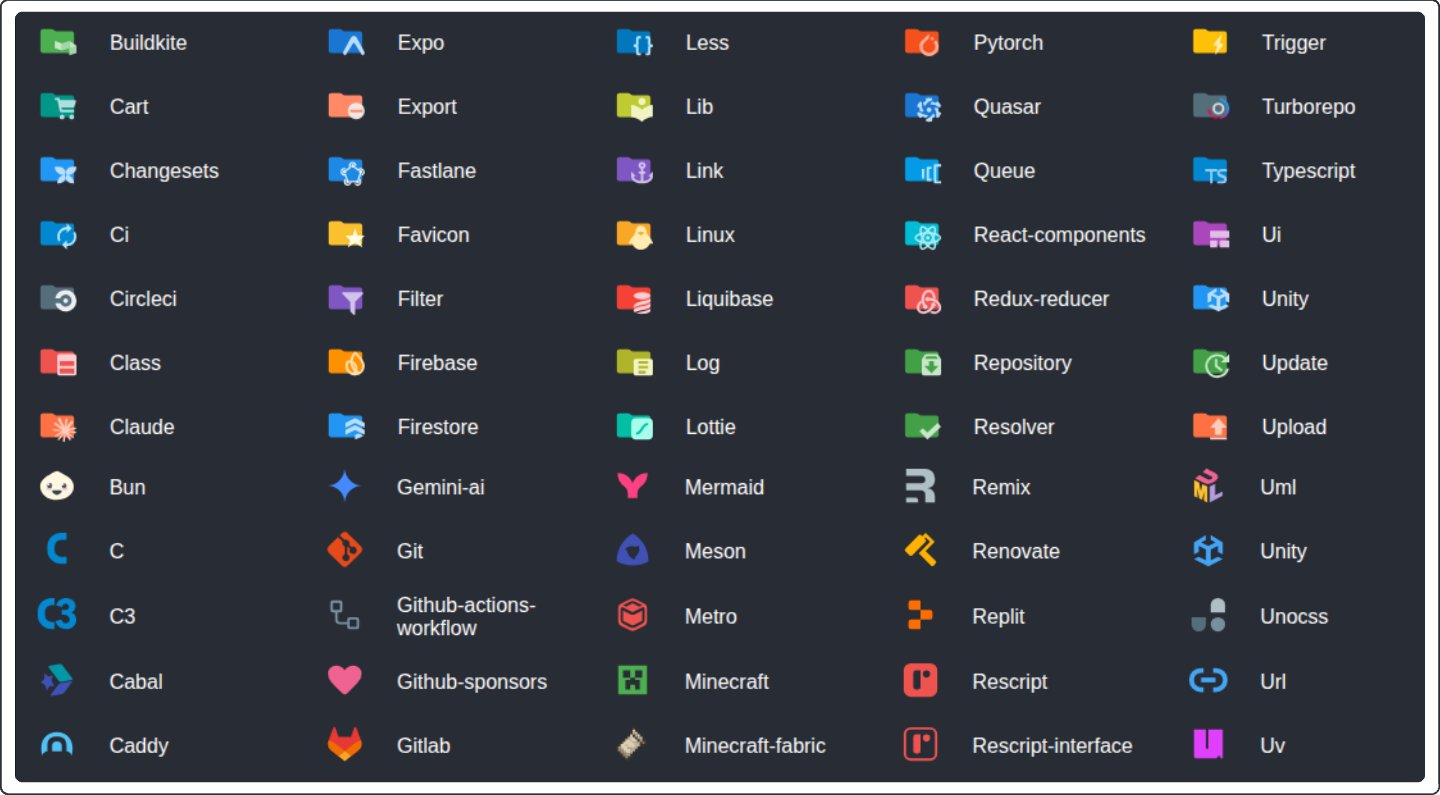 Buildkite Expo Less Pytorch Trigger
Cart Export Lib Quasar Turborepo
Changesets Fastlane Link Queue Typescript
Ci Favicon Linux React-components Ui
Circleci Filter Liquibase Redux-reducer Unity
Class Firebase Log Repository Update
Claude Firestore Lottie Resolver Upload
Bun Gemini-ai Mermaid Remix Uml
C Git Meson Renovate Unity
C3 Github-actions-
workflow Metro Replit Unocss
Cabal Github-sponsors Minecraft Rescript Url
Caddy Gitlab Minecraft-fabric Rescript-interface Uv